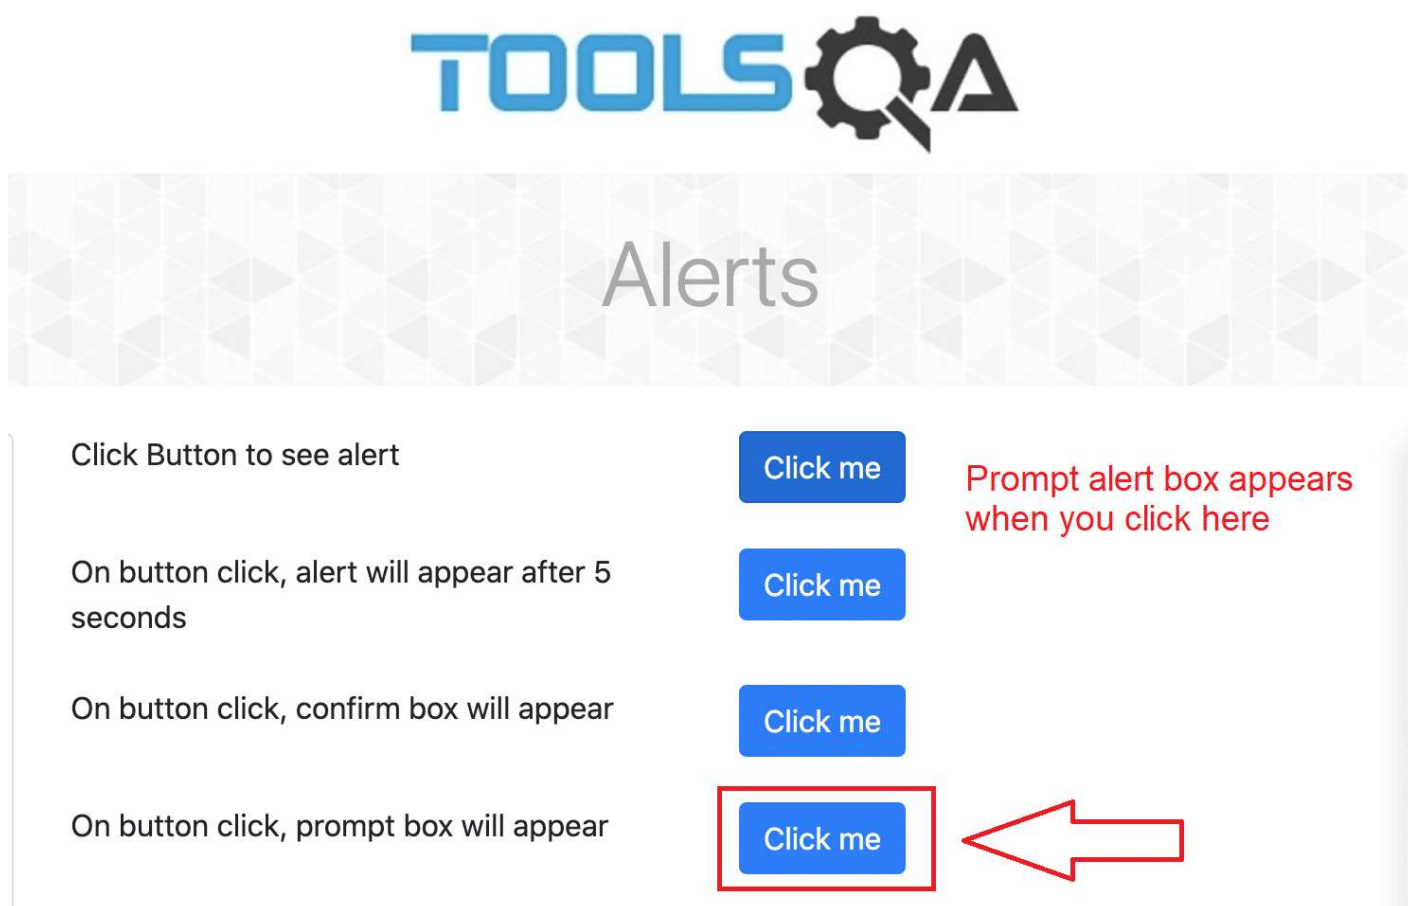 TOOLSQA
Alerts
Click Button to see alert
Click me
Prompt alert box appears
when you click here
On button click, alert will appear after 5
seconds
Click me
On button click, confirm box will appear
Click me
On button click, prompt box will appear
Click me